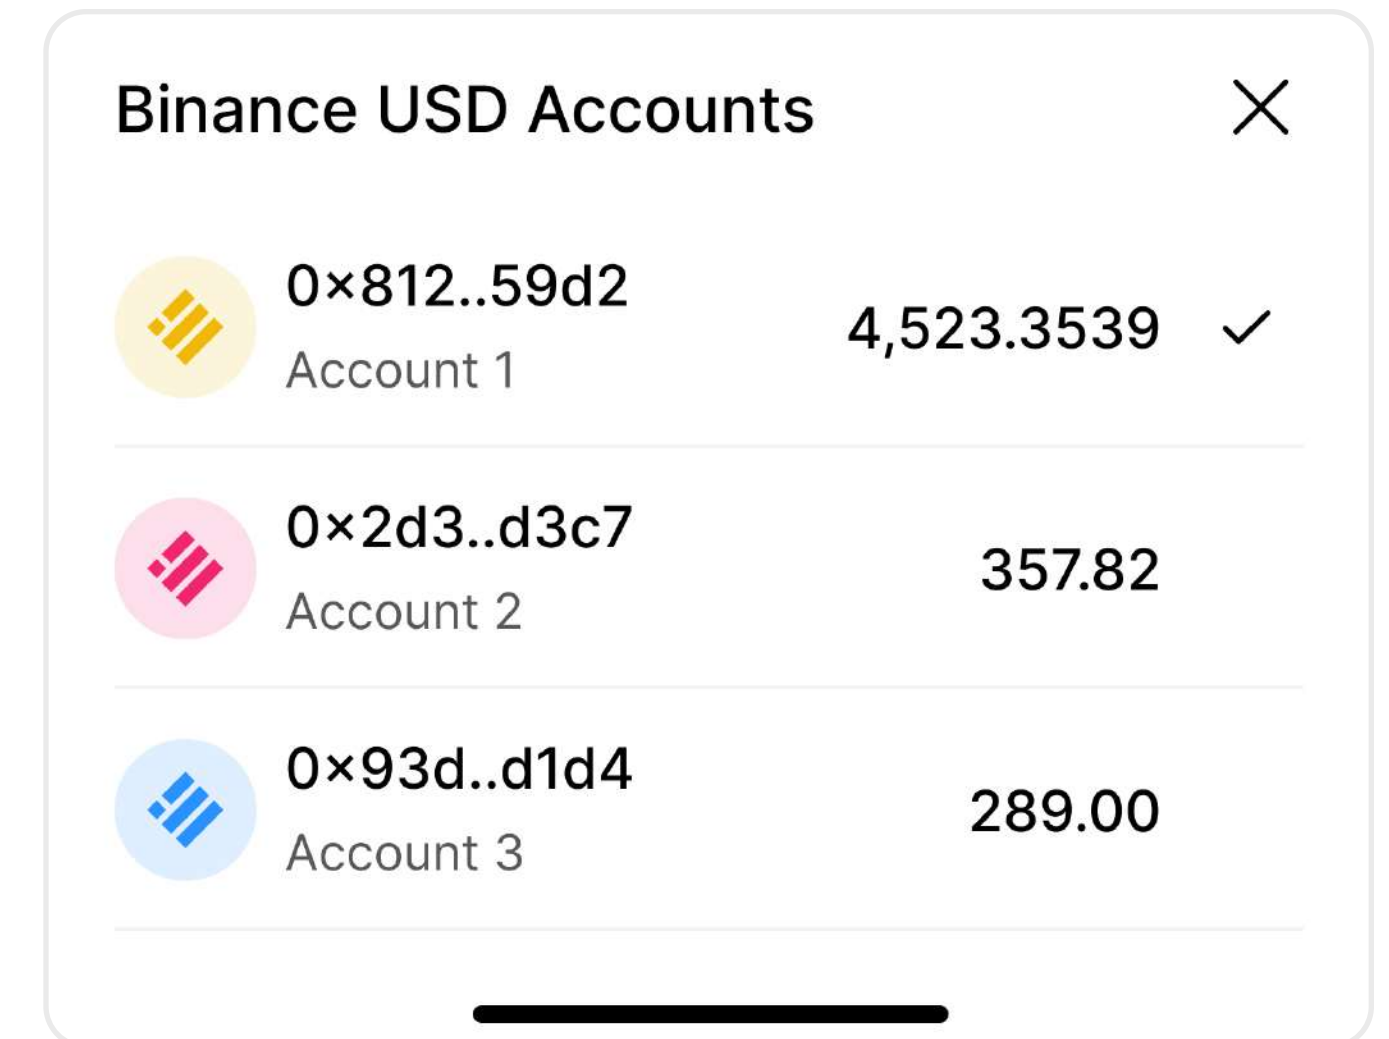 Binance USD Accounts
0×812..59d2
4,523.3539
Account 1
0×2d3..d3c7
357.82
Account 2
0×93d..d1d4
289.00
Account 3